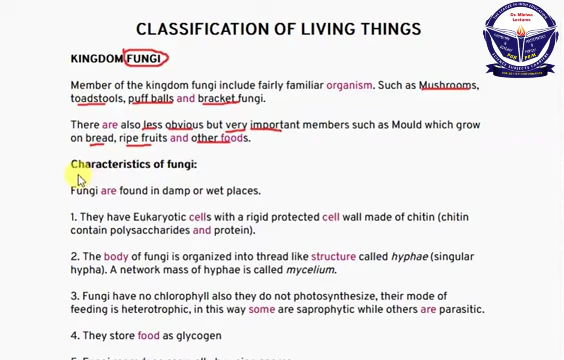 CLASSIFICATION OF LIVING THINGS
KINGDOM FUNGI
Member of the kingdom fungi include fairly familiar organism. Such as Mushrooms,
toadstools, puff balls and bracket fungi.
There are also less obvious but very important members such as Mould which grow
on bread, ripe fruits and other foods.
Characteristics of fungi:
Fungi are found in damp or wet places.
1. They have Eukaryotic cells with a rigid protected cell wall made of chitin (chitin
contain polysaccharides and protein).
2. The body of fungi is organized into thread like structure called hyphae (singular
hypha). A network mass of hyphae is called mycelium.
3. Fungi have no chlorophyll also they do not photosynthesize, their mode of
feeding is heterotrophic, in this way some are saprophytic while others are parasitic.
4. They store food as glycogen
Dr. Mlelwa
Lectures
FOR PCM